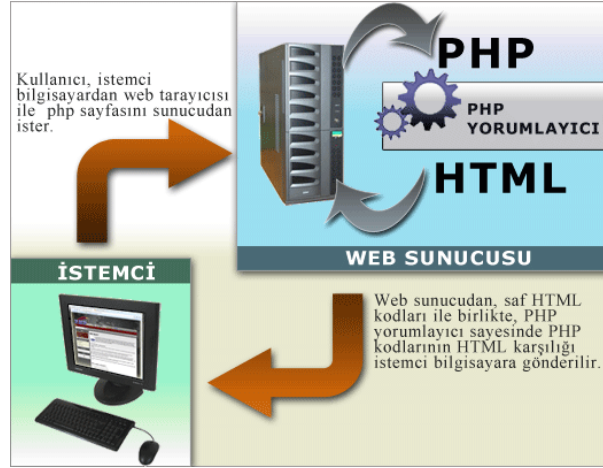 Kullanıcı, istemci
bilgisayardan web tarayıcısı
ile php sayfasını sunucudan
ister.
PHP
PHP
YORUMLAYICI
HTML
WEB SUNUCUSU
İSTEMCİ
Web sunucudan, saf HTML
kodları ile birlikte, PHP
yorumlayıcı sayesinde PHP
kodlarının HTML karşılığı
istemci bilgisayara gönderilir.